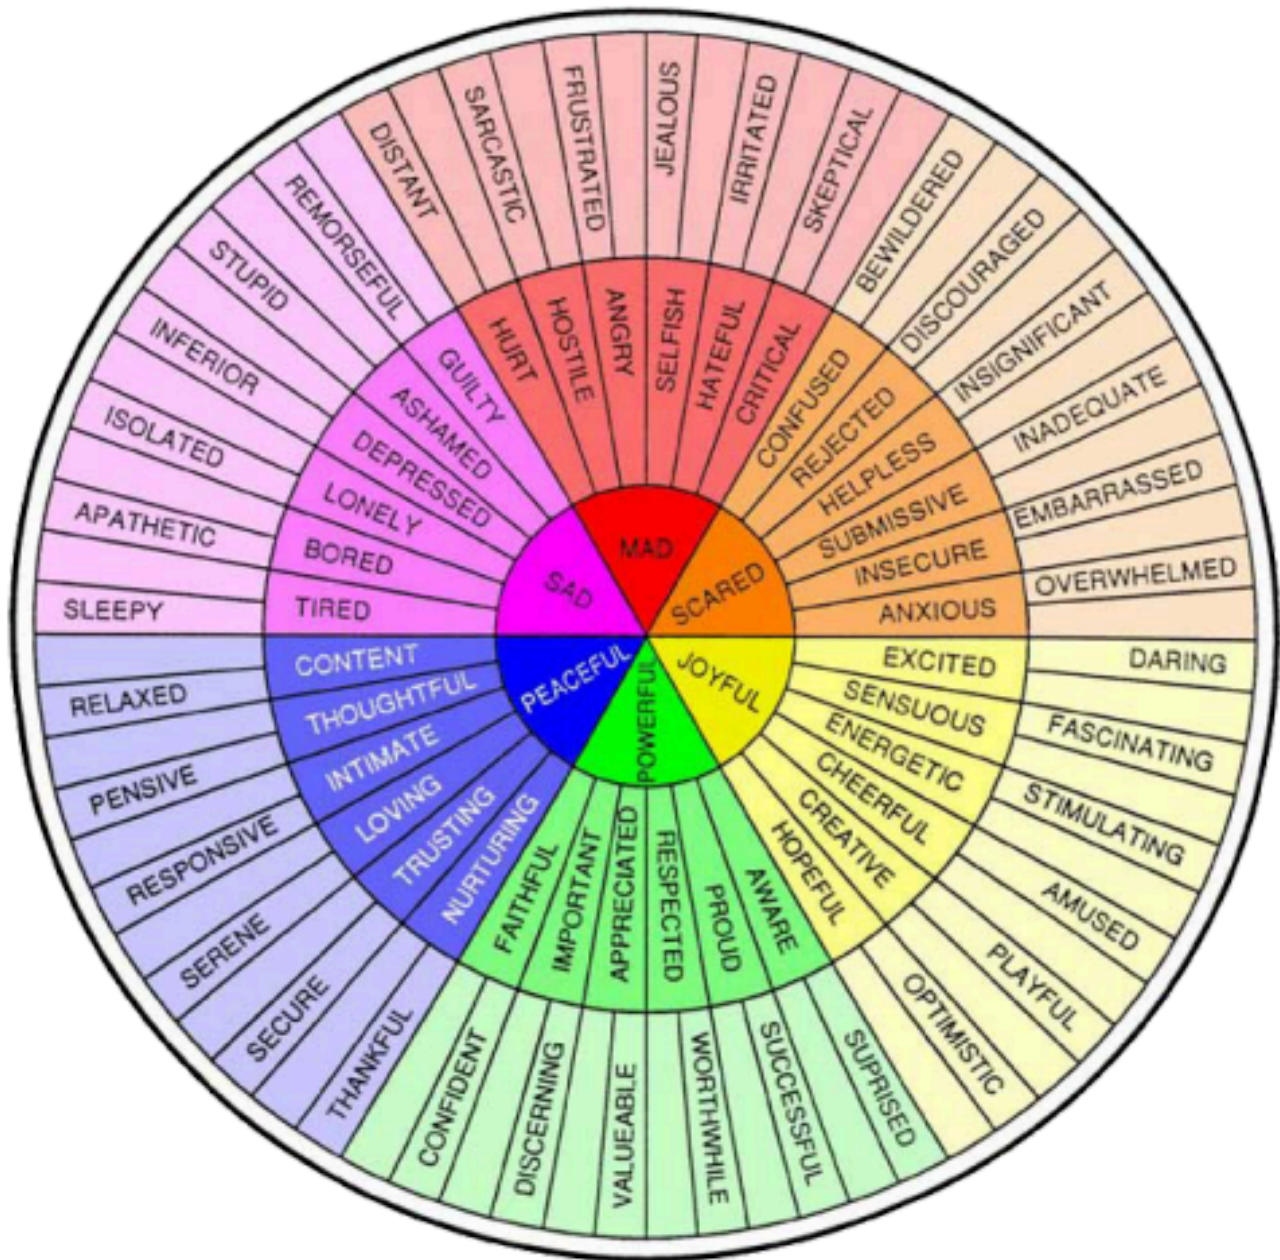 MAD
SCARED
JOYFUL
POWERFUL
PEACEFUL
SAD
HURT
HOSTILE
ANGRY
SELFISH
HATEFUL
CRITICAL
CONFUSED
REJECTED
HELPLESS
SUBMISSIVE
INSECURE
ANXIOUS
EXCITED
SENSUOUS
ENERGETIC
CHEERFUL
CREATIVE
HOPEFUL
AWARE
PROUD
RESPECTED
APPRECIATED
IMPORTANT
FAITHFUL
NURTURING
TRUSTING
LOVING
INTIMATE
THOUGHTFUL
CONTENT
TIRED
BORED
LONELY
DEPRESSED
ASHAMED
GUILTY
DISTANT
SARCASTIC
FRUSTRATED
JEALOUS
IRRITATED
SKEPTICAL
BEWILDERED
DISCOURAGED
INSIGNIFICANT
INADEQUATE
EMBARRASSED
OVERWHELMED
DARING
FASCINATING
STIMULATING
AMUSED
PLAYFUL
OPTIMISTIC
SUPRISED
SUCCESSFUL
WORTHWHILE
VALUEABLE
DISCERNING
CONFIDENT
THANKFUL
SECURE
SERENE
RESPONSIVE
PENSIVE
RELAXED
SLEEPY
APATHETIC
ISOLATED
INFERIOR
STUPID
REMORSEFUL